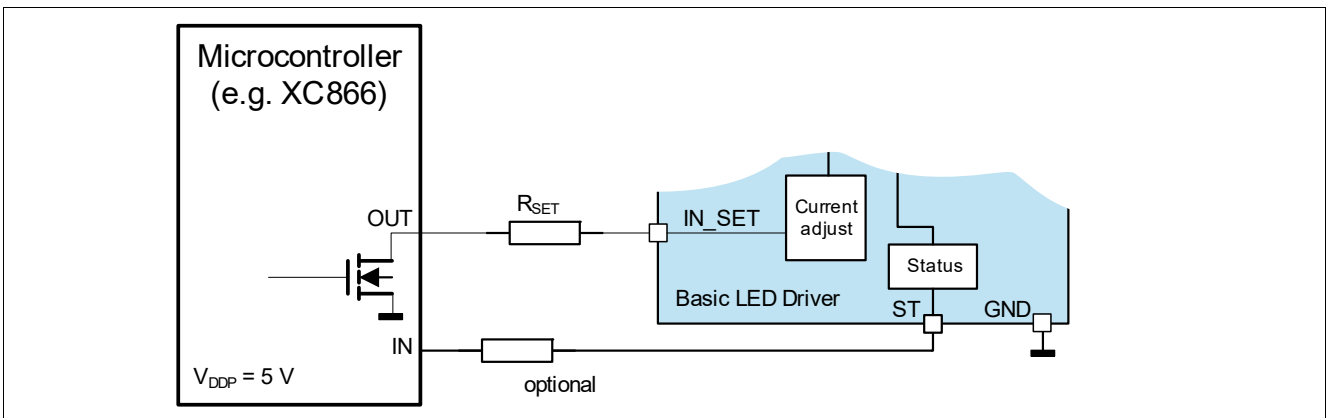 Microcontroller
(e.g. XC866)
OUT
R_SET
IN_SET
Current
adjust
Status
Basic LED Driver
ST
GND
IN
V_DDP = 5 V
optional